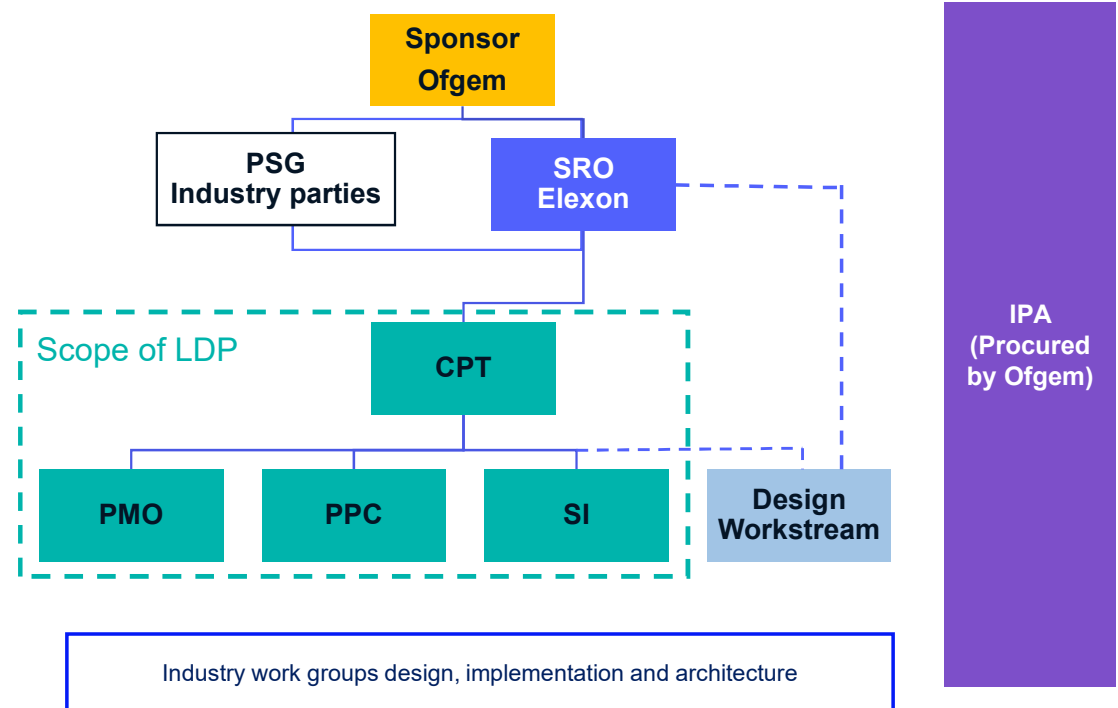 Sponsor
Ofgem
PSG
Industry parties
SRO
Elexon
IPA
(Procured
by Ofgem)
Scope of LDP
CPT
PMO
PPC
SI
Design
Workstream
Industry work groups design, implementation and architecture